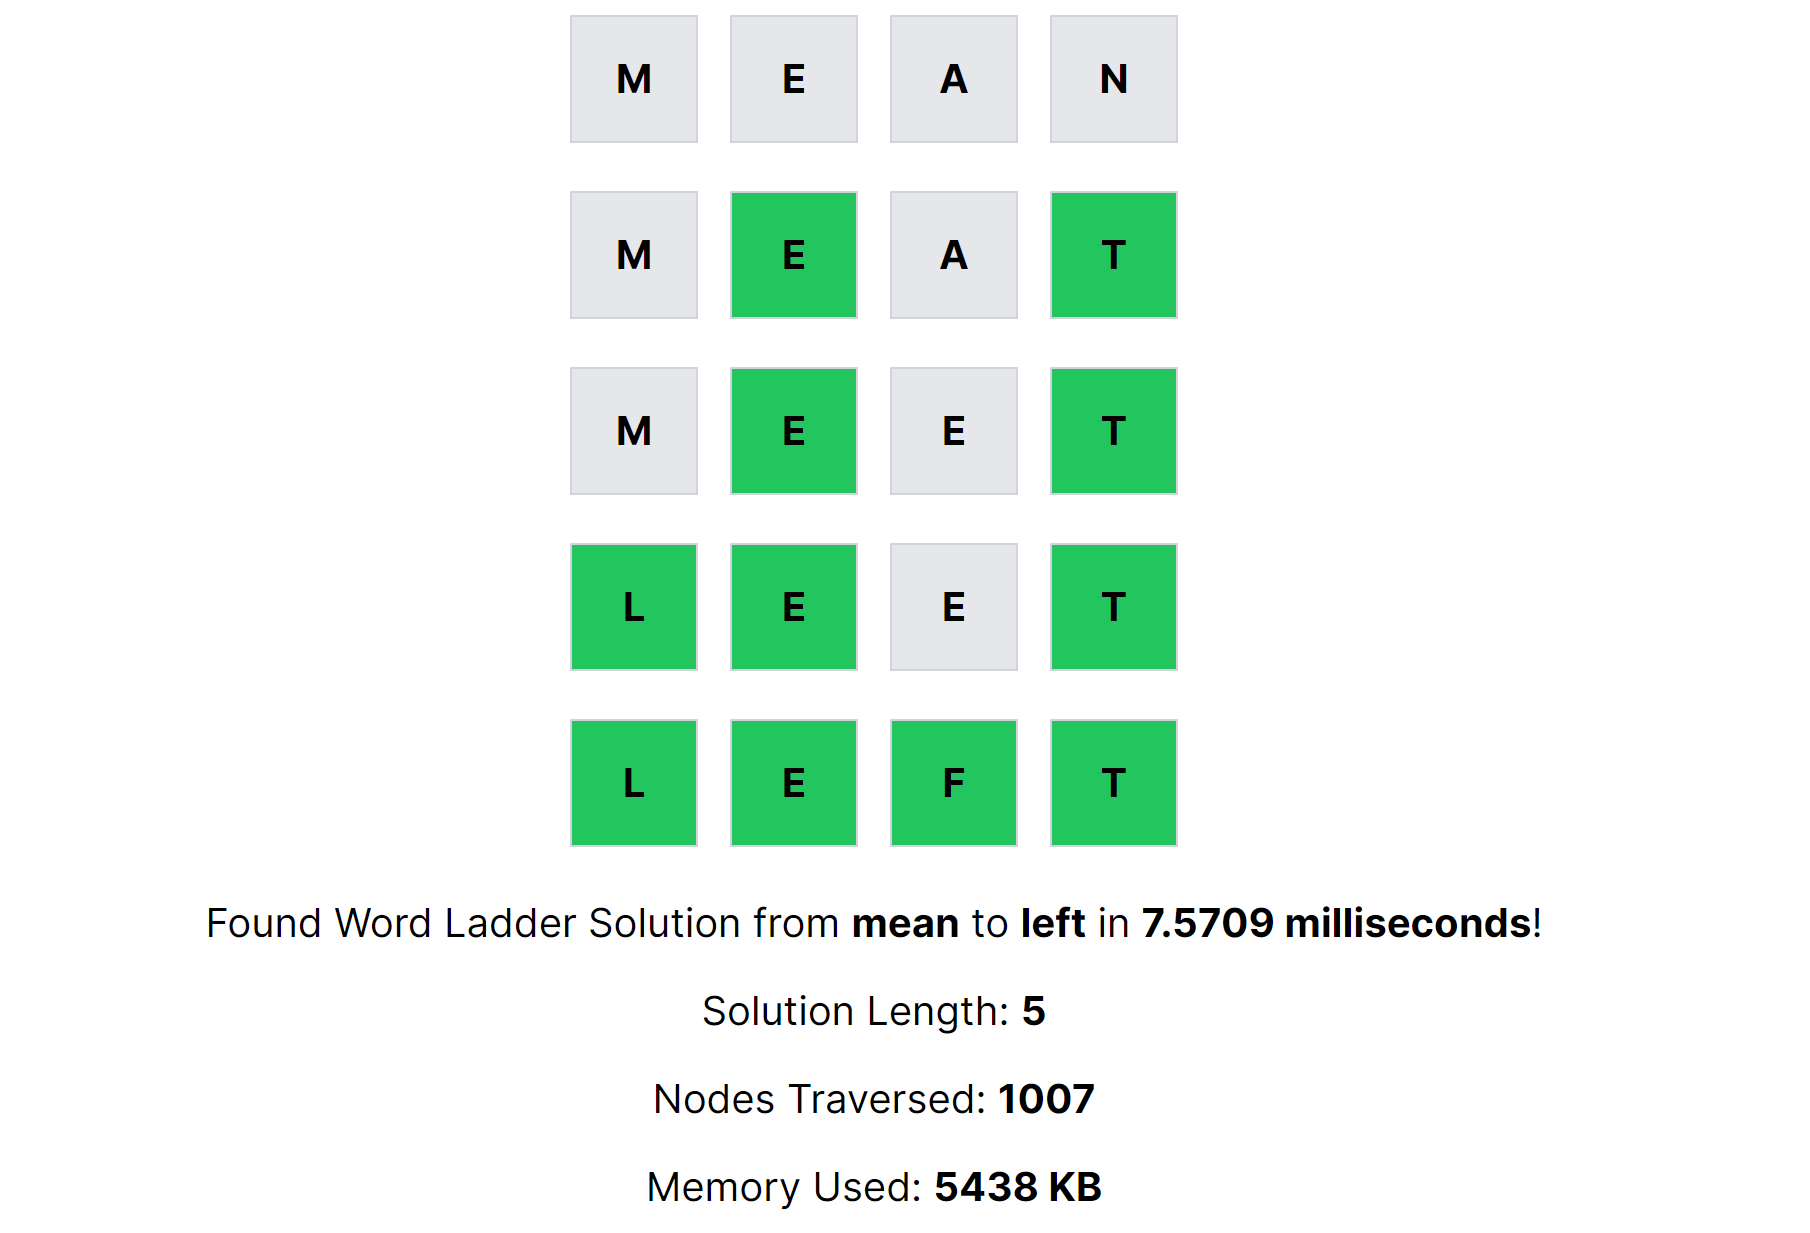 M E A N
M E A T
M E E T
L E E T
L E F T
Found Word Ladder Solution from mean to left in 7.5709 milliseconds!
Solution Length: 5
Nodes Traversed: 1007
Memory Used: 5438 KB